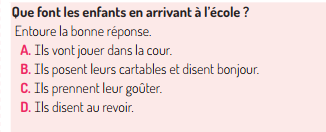 Que font les enfants en arrivant à l'école ?
Entoure la bonne réponse.
A. Ils vont jouer dans la cour.
B. Ils posent leurs cartables et disent bonjour.
C. Ils prennent leur goûter.
D. Ils disent au revoir.